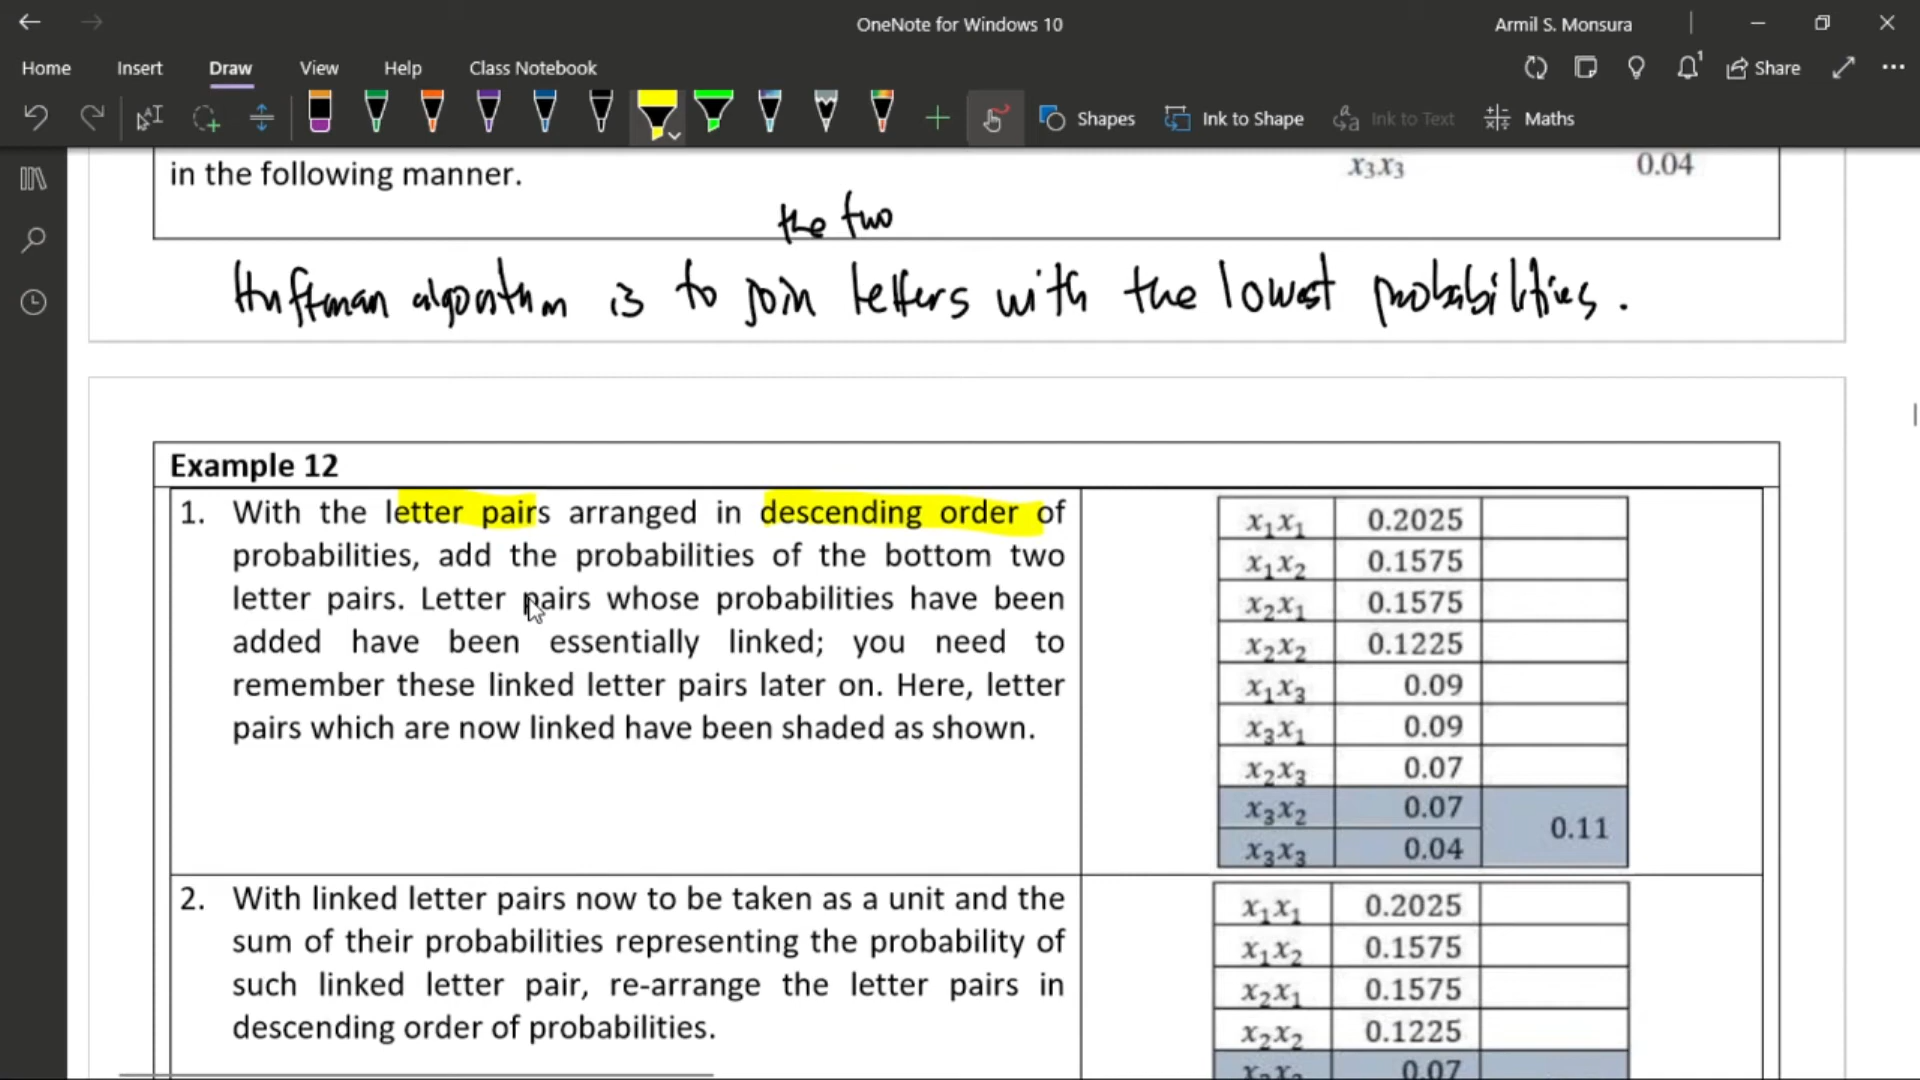 OneNote for Windows 10
Armil S. Monsura
Home Insert Draw View Help Class Notebook
1 Share
Shapes Ink to Shape Ink to Text Maths
in the following manner.
x₃x₃ 0.04
the two
Huffman algorithm is to join letters with the lowest probabilities.
Example 12
1. With the letter pairs arranged in descending order of
probabilities, add the probabilities of the bottom two
letter pairs. Letter pairs whose probabilities have been
added have been essentially linked; you need to
remember these linked letter pairs later on. Here, letter
pairs which are now linked have been shaded as shown.
x₁x₁ 0.2025
x₁x₂ 0.1575
x₂x₁ 0.1575
x₂x₂ 0.1225
x₁x₃ 0.09
x₃x₁ 0.09
x₂x₃ 0.07
x₃x₂ 0.07
0.11
x₃x₃ 0.04
2. With linked letter pairs now to be taken as a unit and the
sum of their probabilities representing the probability of
such linked letter pair, re-arrange the letter pairs in
descending order of probabilities.
x₁x₁ 0.2025
x₁x₂ 0.1575
x₂x₁ 0.1575
x₂x₂ 0.1225
0.07